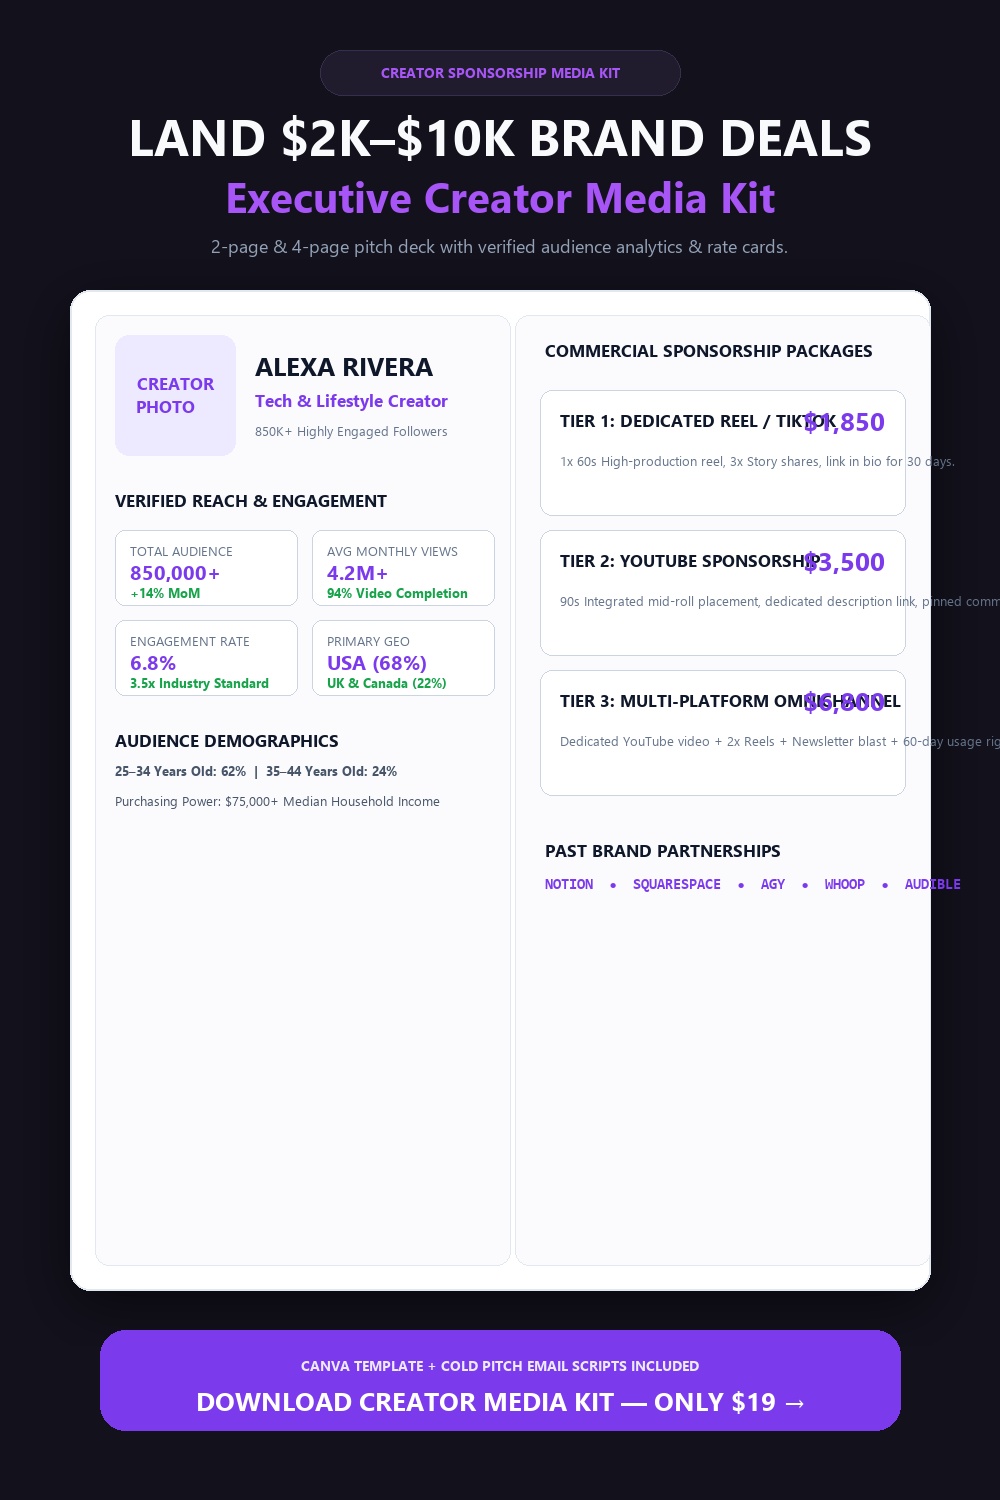 CREATOR SPONSORSHIP MEDIA KIT
LAND $2K–$10K BRAND DEALS
Executive Creator Media Kit
2-page & 4-page pitch deck with verified audience analytics & rate cards.
CREATOR
PHOTO
ALEXA RIVERA
Tech & Lifestyle Creator
850K+ Highly Engaged Followers
VERIFIED REACH & ENGAGEMENT
TOTAL AUDIENCE
850,000+
+14% MoM
AVG MONTHLY VIEWS
4.2M+
94% Video Completion
ENGAGEMENT RATE
6.8%
3.5x Industry Standard
PRIMARY GEO
USA (68%)
UK & Canada (22%)
AUDIENCE DEMOGRAPHICS
25–34 Years Old: 62% | 35–44 Years Old: 24%
Purchasing Power: $75,000+ Median Household Income
COMMERCIAL SPONSORSHIP PACKAGES
TIER 1: DEDICATED REEL / TIKTOK
$1,850
1x 60s High-production reel, 3x Story shares, link in bio for 30 days.
TIER 2: YOUTUBE SPONSORSHIP
$3,500
90s Integrated mid-roll placement, dedicated description link, pinned comm
TIER 3: MULTI-PLATFORM OMNICHANNEL
$6,800
Dedicated YouTube video + 2x Reels + Newsletter blast + 60-day usage rig
PAST BRAND PARTNERSHIPS
NOTION • SQUARESPACE • AGY • WHOOP • AUDIBLE
CANVA TEMPLATE + COLD PITCH EMAIL SCRIPTS INCLUDED
DOWNLOAD CREATOR MEDIA KIT — ONLY $19 →